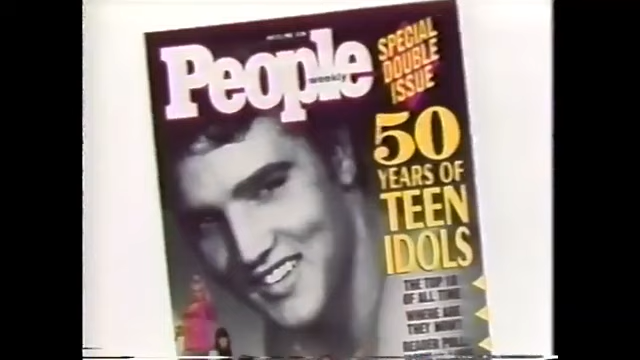 People
weekly
SPECIAL
DOUBLE
ISSUE
50
YEARS OF
TEEN
IDOLS
THE TOP 10
OF ALL TIME
WHERE ARE
THEY NOW?
READER POLL